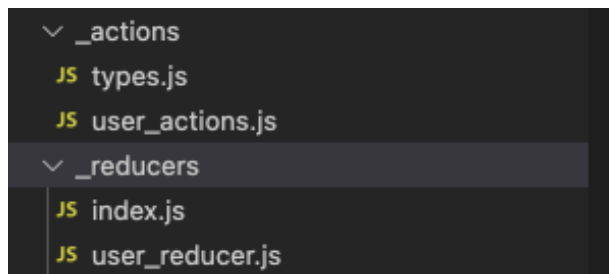 _actions
JS types.js
JS user_actions.js
_reducers
JS index.js
JS user_reducer.js